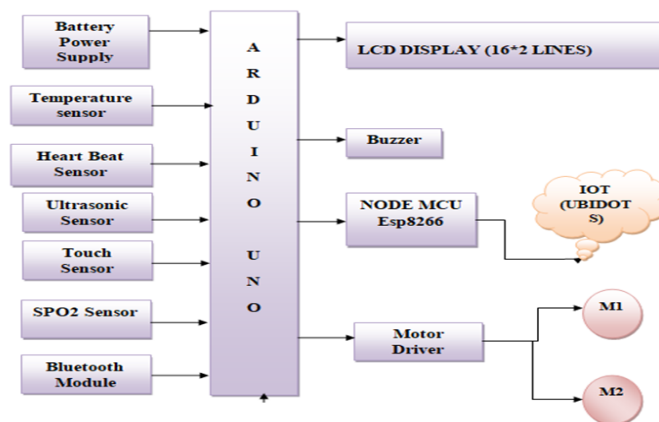 Battery
Power
Supply
Temperature
sensor
Heart Beat
Sensor
Ultrasonic
Sensor
Touch
Sensor
SPO2 Sensor
Bluetooth
Module
A
R
D
U
I
N
O
U
N
O
LCD DISPLAY (16*2 LINES)
Buzzer
NODE MCU
Esp8266
IOT
(UBIDOT
S)
Motor
Driver
M1
M2